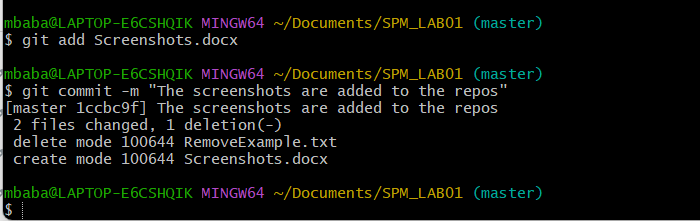 mbaba@LAPTOP-E6CSHQIK MINGW64 ~/Documents/SPM_LAB01 (master)
$ git add Screenshots.docx
mbaba@LAPTOP-E6CSHQIK MINGW64 ~/Documents/SPM_LAB01 (master)
$ git commit -m "The screenshots are added to the repos"
[master 1ccbc9f] The screenshots are added to the repos
 2 files changed, 1 deletion(-)
 delete mode 100644 RemoveExample.txt
 create mode 100644 Screenshots.docx
mbaba@LAPTOP-E6CSHQIK MINGW64 ~/Documents/SPM_LAB01 (master)
$